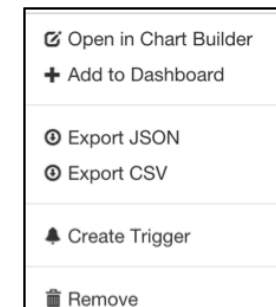 Open in Chart Builder
Add to Dashboard
Export JSON
Export CSV
Create Trigger
Remove